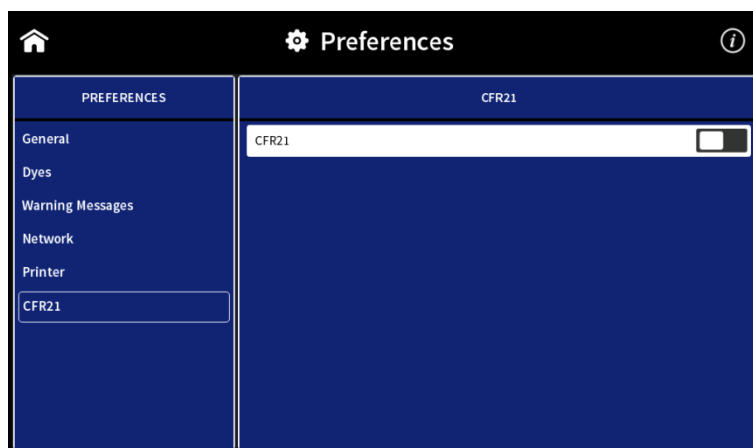 Preferences
i
PREFERENCES
CFR21
General
CFR21
Dyes
Warning Messages
Network
Printer
CFR21